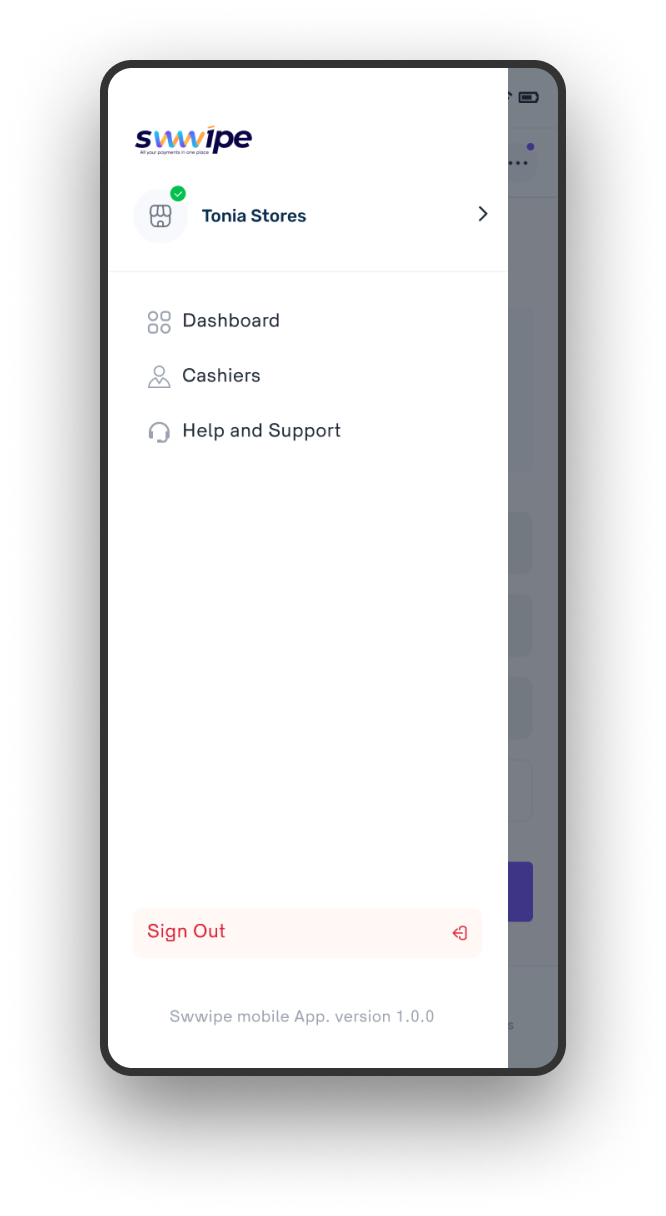 swwipe
All your payments in one place
Tonia Stores
Dashboard
Cashiers
Help and Support
Sign Out
Swwipe mobile App. version 1.0.0
s